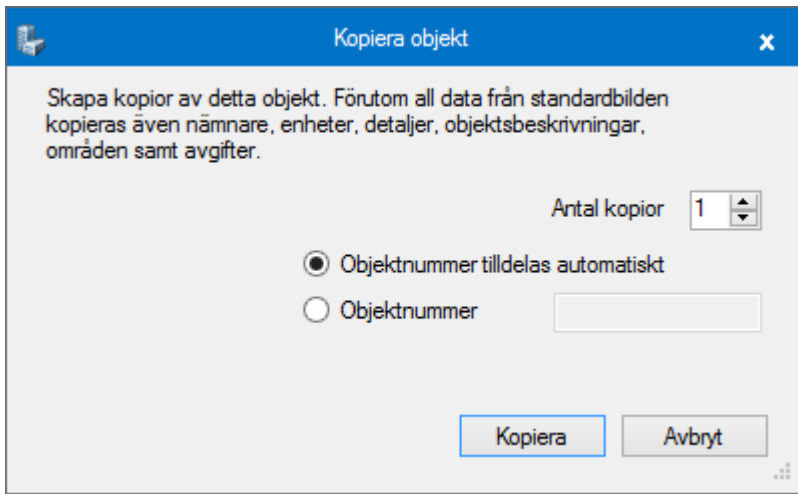 Kopiera objekt
Skapa kopior av detta objekt. Förutom all data från standardbilden
kopieras även nämnare, enheter, detaljer, objektsbeskrivningar,
områden samt avgifter.
Antal kopior 1
Objektnummer tilldelas automatiskt
Objektnummer
Kopiera Avbryt